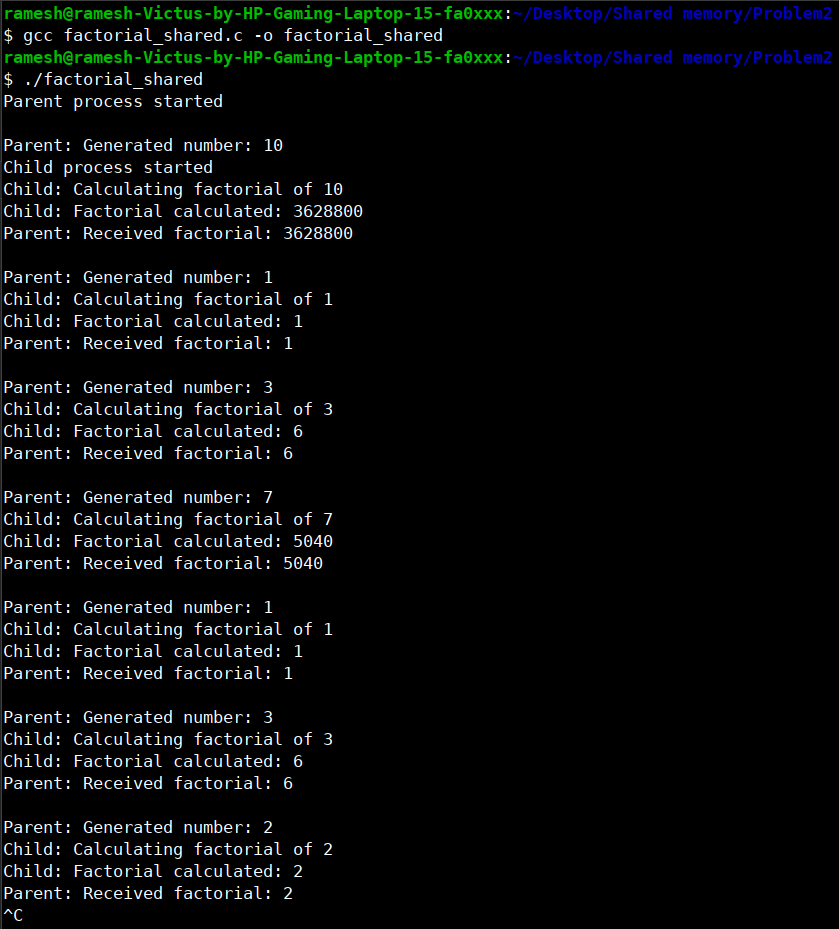 ramesh@ramesh-Victus-by-HP-Gaming-Laptop-15-fa0xxx:~/Desktop/Shared memory/Problem2
$ gcc factorial_shared.c -o factorial_shared
ramesh@ramesh-Victus-by-HP-Gaming-Laptop-15-fa0xxx:~/Desktop/Shared memory/Problem2
$ ./factorial_shared
Parent process started

Parent: Generated number: 10
Child process started
Child: Calculating factorial of 10
Child: Factorial calculated: 3628800
Parent: Received factorial: 3628800

Parent: Generated number: 1
Child: Calculating factorial of 1
Child: Factorial calculated: 1
Parent: Received factorial: 1

Parent: Generated number: 3
Child: Calculating factorial of 3
Child: Factorial calculated: 6
Parent: Received factorial: 6

Parent: Generated number: 7
Child: Calculating factorial of 7
Child: Factorial calculated: 5040
Parent: Received factorial: 5040

Parent: Generated number: 1
Child: Calculating factorial of 1
Child: Factorial calculated: 1
Parent: Received factorial: 1

Parent: Generated number: 3
Child: Calculating factorial of 3
Child: Factorial calculated: 6
Parent: Received factorial: 6

Parent: Generated number: 2
Child: Calculating factorial of 2
Child: Factorial calculated: 2
Parent: Received factorial: 2
^C